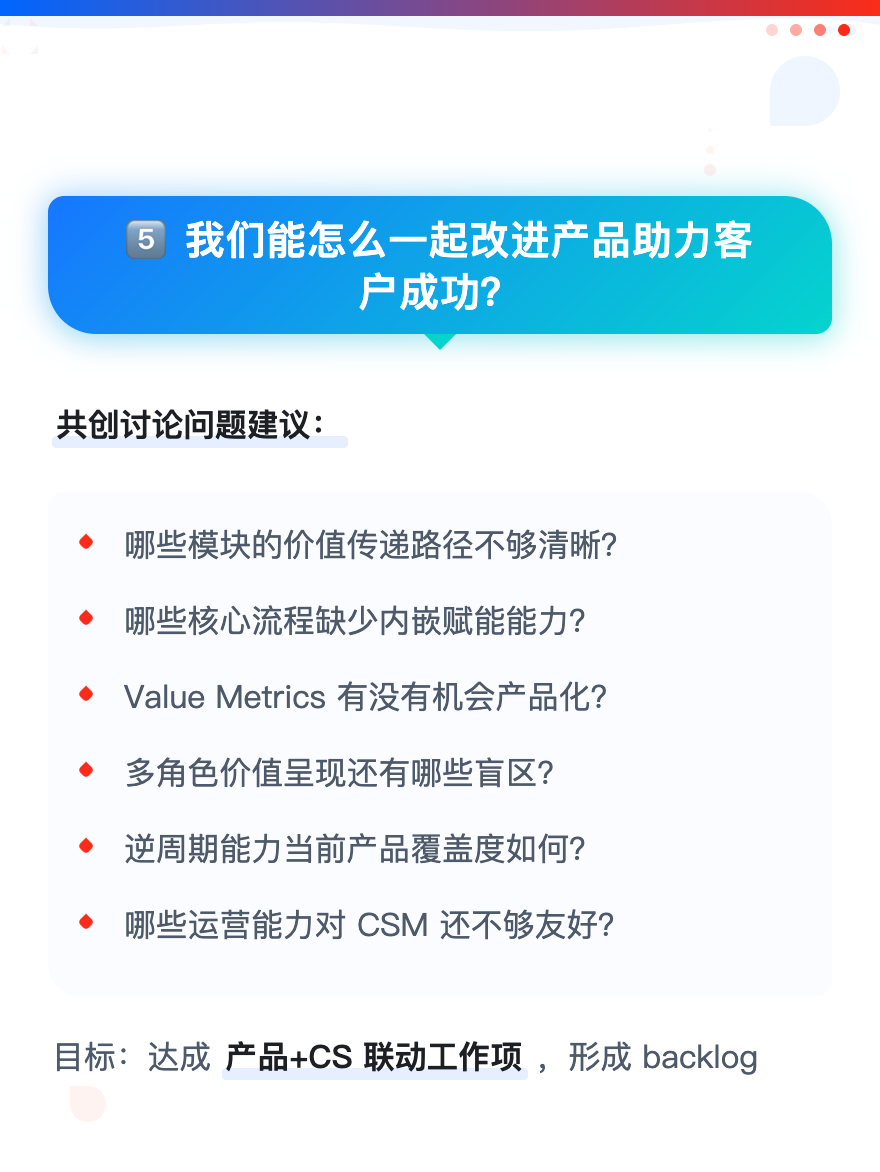 5️⃣ 我们能怎么一起改进产品助力客
户成功？
共创讨论问题建议：
哪些模块的价值传递路径不够清晰？
哪些核心流程缺少内嵌赋能能力？
Value Metrics 有没有机会产品化？
多角色价值呈现还有哪些盲区？
逆周期能力当前产品覆盖度如何？
哪些运营能力对 CSM 还不够友好？
目标：达成 产品+CS 联动工作项 ，形成 backlog